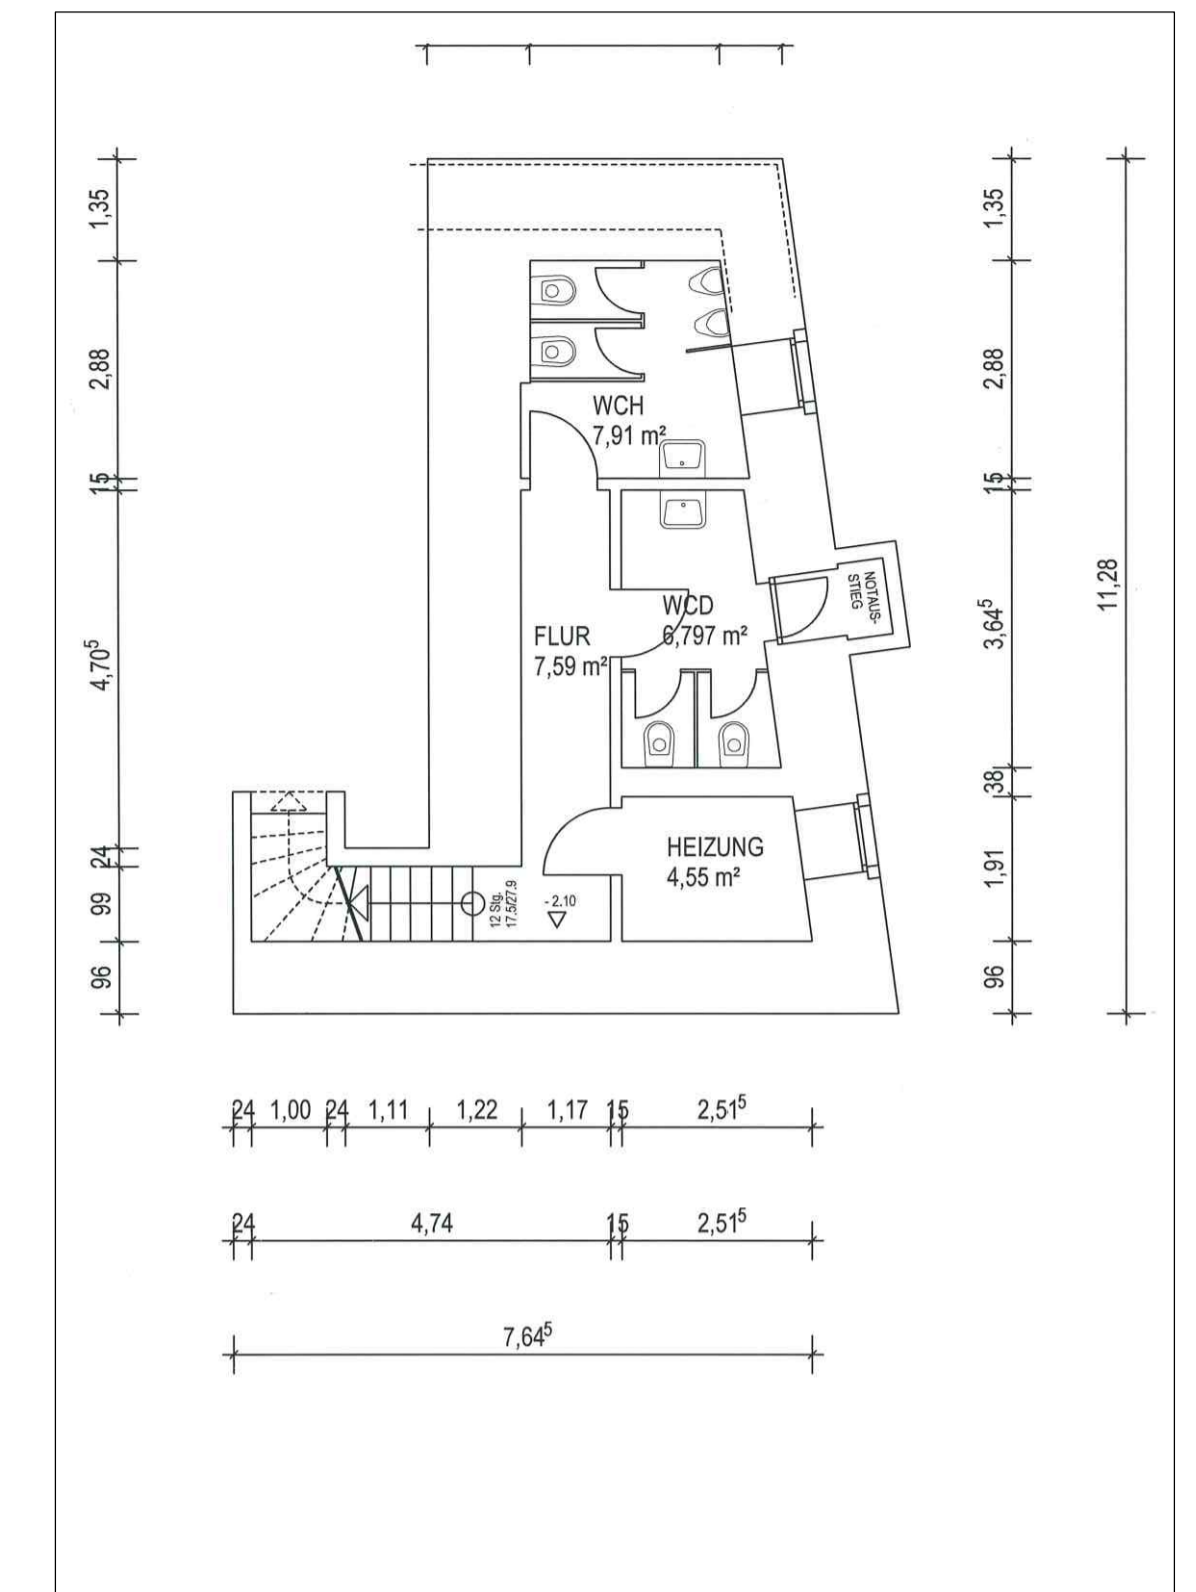 1,35
2,88
15
4,70⁵
24
99
96
1,35
2,88
15
3,64⁵
38
1,91
96
11,28
WCH
7,91 m²
WCD
6,797 m²
FLUR
7,59 m²
NOTAUS-
STIEG
HEIZUNG
4,55 m²
12 Stg.
17.5/27.9
- 2.10
24 1,00 24 1,11 1,22 1,17 15 2,51⁵
24 4,74 15 2,51⁵
7,64⁵